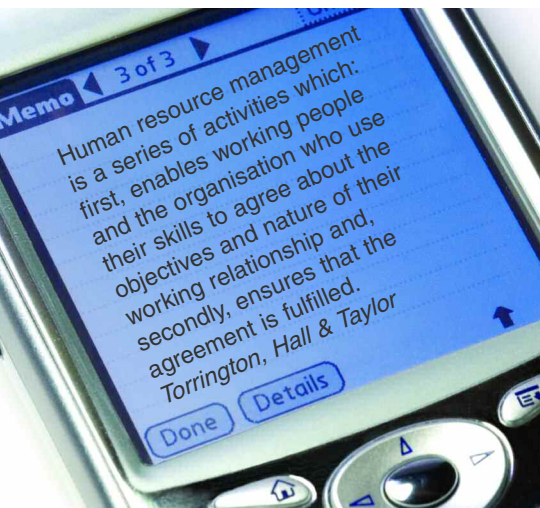 Memo 3 of 3
Human resource management
is a series of activities which:
first, enables working people
and the organisation who use
their skills to agree about the
objectives and nature of their
working relationship and,
secondly, ensures that the
agreement is fulfilled.
Torrington, Hall & Taylor
Done Details